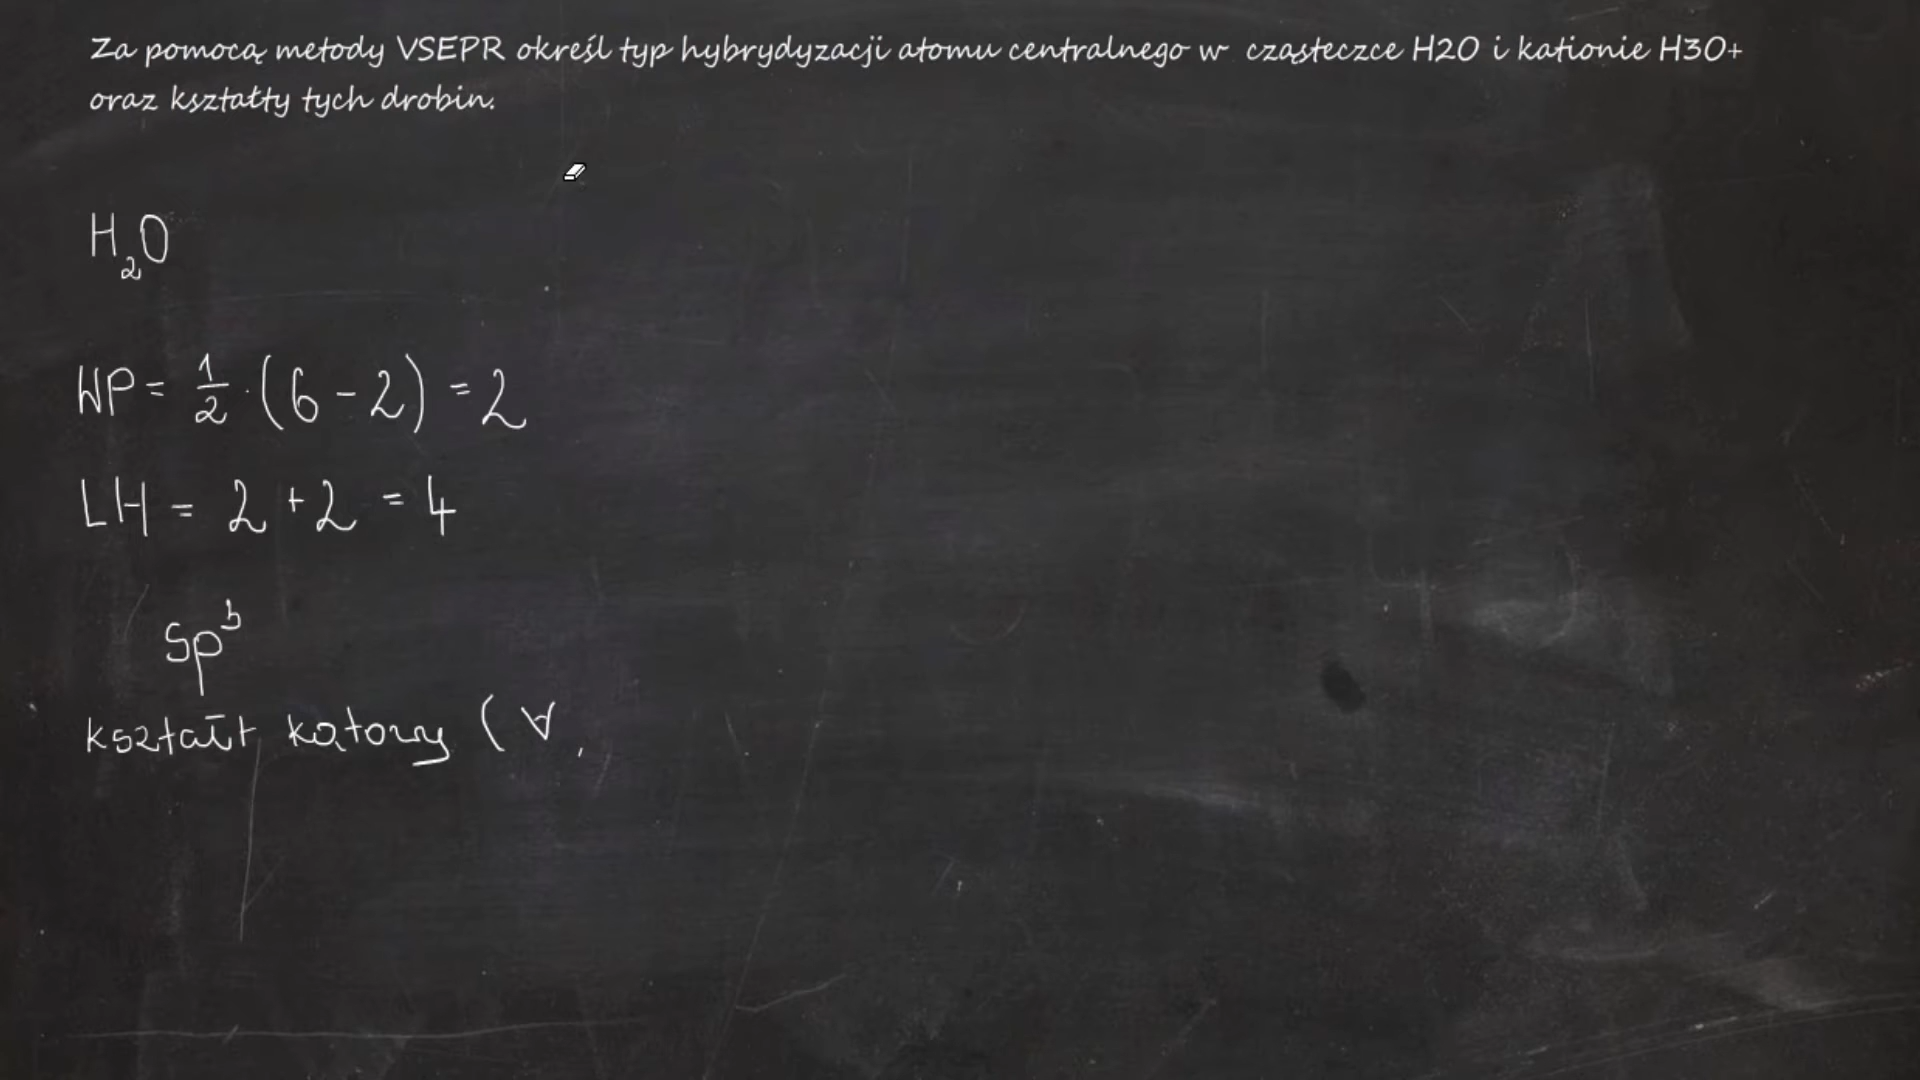 Za pomocą metody VSEPR określ typ hybrydyzacji atomu centralnego w cząsteczce H2O i kationie H3O+
oraz kształty tych drobin.
H₂O
WP = 1/2 · (6 - 2) = 2
LH = 2 + 2 = 4
sp³
kształt kątowy ( V ,